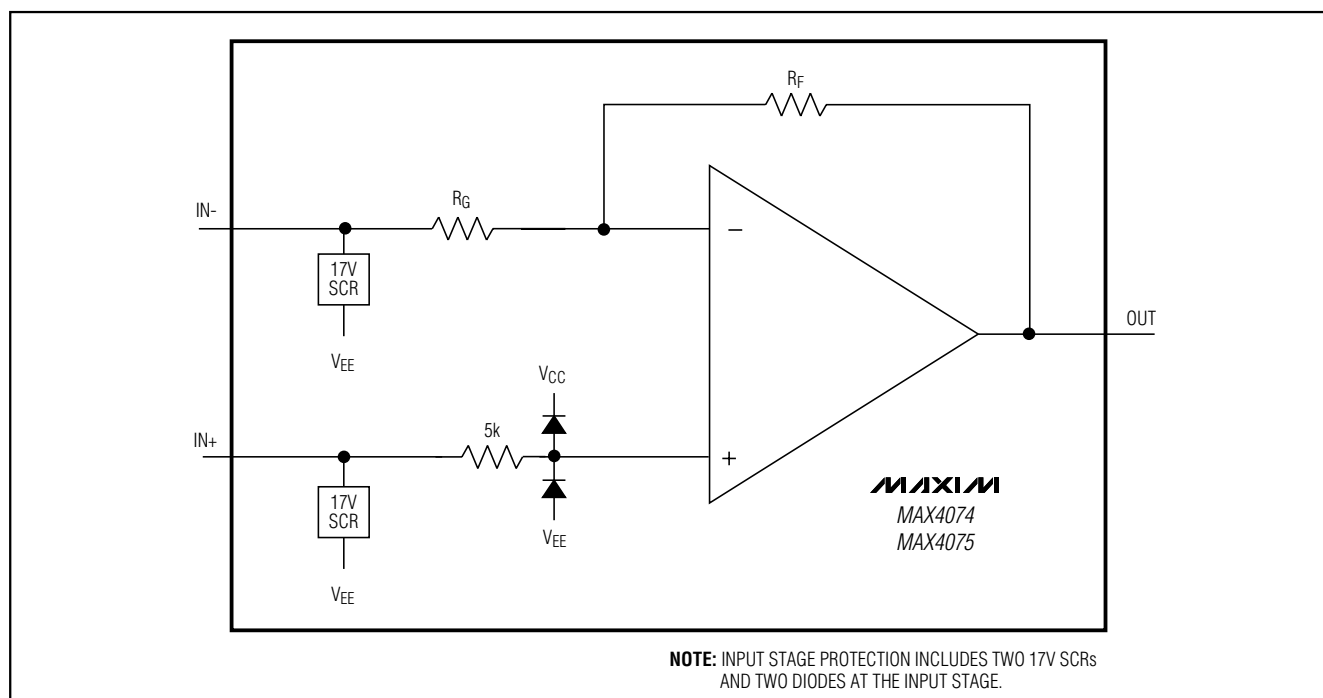 RF
RG
IN-
−
17V
SCR
VEE
OUT
VCC
5k
IN+
+
17V
SCR
VEE
VEE
MAXIM
MAX4074
MAX4075
NOTE: INPUT STAGE PROTECTION INCLUDES TWO 17V SCRs
AND TWO DIODES AT THE INPUT STAGE.